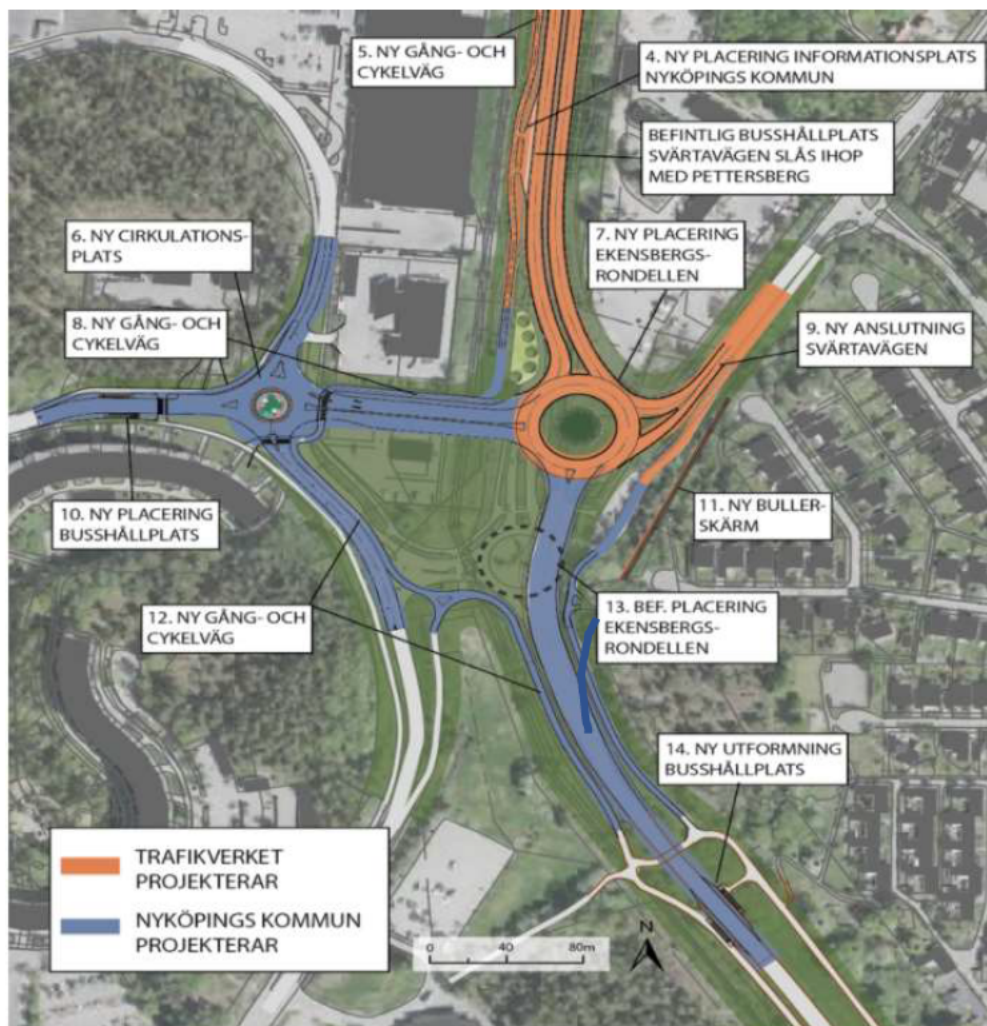 5. NY GÅNG- OCH
CYKELVÄG
4. NY PLACERING INFORMATIONSPLATS
NYKÖPINGS KOMMUN
BEFINTLIG BUSSHÅLLPLATS
SVÄRTAVÄGEN SLÅS IHOP
MED PETTERSBERG
6. NY CIRKULATIONS-
PLATS
7. NY PLACERING
EKENSBERGS-
RONDELLEN
8. NY GÅNG- OCH
CYKELVÄG
9. NY ANSLUTNING
SVÄRTAVÄGEN
10. NY PLACERING
BUSSHÅLLPLATS
11. NY BULLER-
SKÄRM
12. NY GÅNG- OCH
CYKELVÄG
13. BEF. PLACERING
EKENSBERGS-
RONDELLEN
14. NY UTFORMNING
BUSSHÅLLPLATS
TRAFIKVERKET
PROJEKTERAR
NYKÖPINGS KOMMUN
PROJEKTERAR
0 40 80m
N